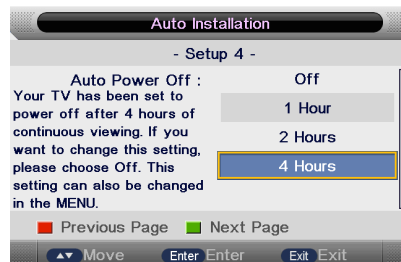 Auto Installation
- Setup 4 -
Auto Power Off :
Your TV has been set to
power off after 4 hours of
continuous viewing. If you
want to change this setting,
please choose Off. This
setting can also be changed
in the MENU.
Off
1 Hour
2 Hours
4 Hours
Previous Page Next Page
Move Enter Enter Exit Exit